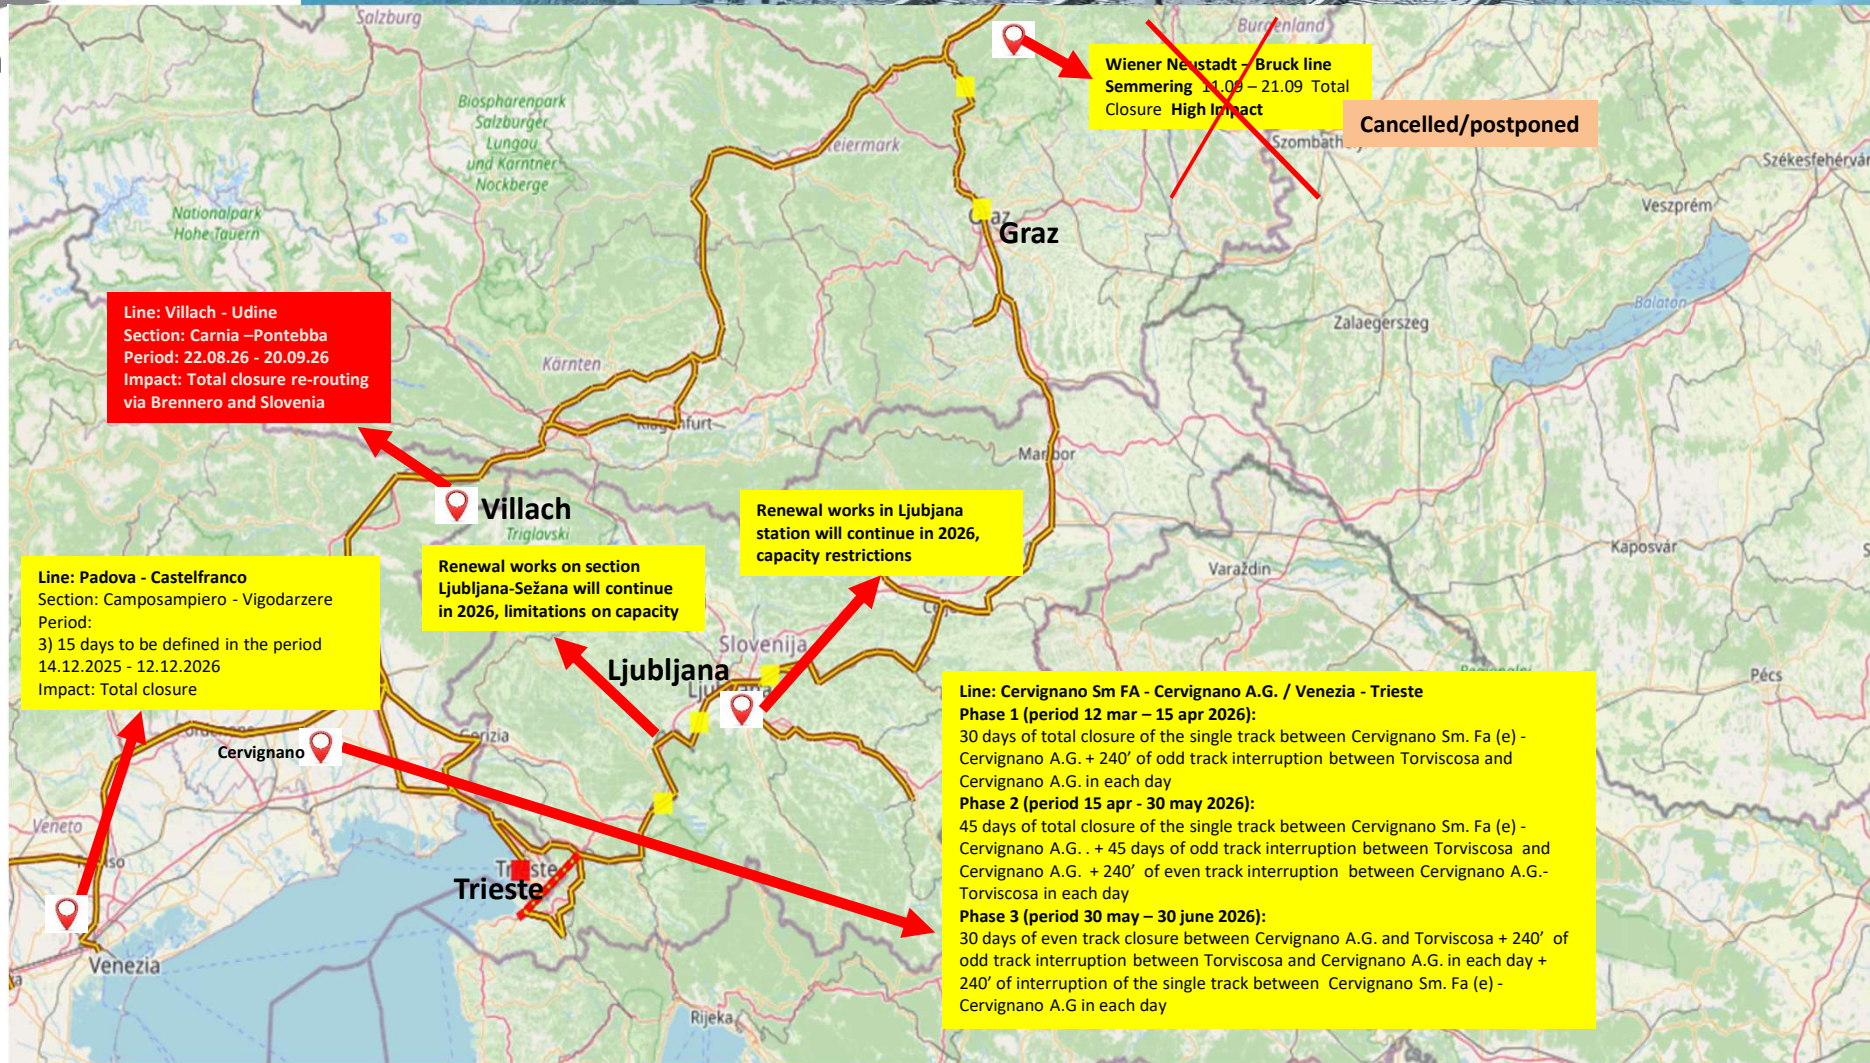 Salzburg
Burgenland
Wiener Neustadt – Bruck line
Semmering 11.09 – 21.09 Total
Closure High Impact
Cancelled/postponed
Biospharenpark
Salzburger
Lungau
und Karntner
Nockberge
Székesfehérvár
Veszprém
Nationalpark
Hohe Tauern
Graz
Graz
Balaton
Zalaegerszeg
Line: Villach - Udine
Section: Carnia –Pontebba
Period: 22.08.26 - 20.09.26
Impact: Total closure re-routing
via Brennero and Slovenia
Kärnten
Maribor
Villach
Triglavski
Renewal works in Ljubjana
station will continue in 2026,
capacity restrictions
Kaposvár
Varaždin
Renewal works on section
Ljubljana-Sežana will continue
in 2026, limitations on capacity
Line: Padova - Castelfranco
Section: Camposampiero - Vigodarzere
Period:
3) 15 days to be defined in the period
14.12.2025 - 12.12.2026
Impact: Total closure
Slovenija
Ljubljana
Ljubljana
Pécs
Gorizia
Cervignano
Line: Cervignano Sm FA - Cervignano A.G. / Venezia - Trieste
Phase 1 (period 12 mar – 15 apr 2026):
30 days of total closure of the single track between Cervignano Sm. Fa (e) -
Cervignano A.G. + 240’ of odd track interruption between Torviscosa and
Cervignano A.G. in each day
Phase 2 (period 15 apr - 30 may 2026):
45 days of total closure of the single track between Cervignano Sm. Fa (e) -
Cervignano A.G. . + 45 days of odd track interruption between Torviscosa and
Cervignano A.G. + 240’ of even track interruption between Cervignano A.G.-
Torviscosa in each day
Phase 3 (period 30 may – 30 june 2026):
30 days of even track closure between Cervignano A.G. and Torviscosa + 240’ of
odd track interruption between Torviscosa and Cervignano A.G. in each day +
240’ of interruption of the single track between Cervignano Sm. Fa (e) -
Cervignano A.G in each day
Veneto
Trieste
Trieste
Venezia
Rijeka